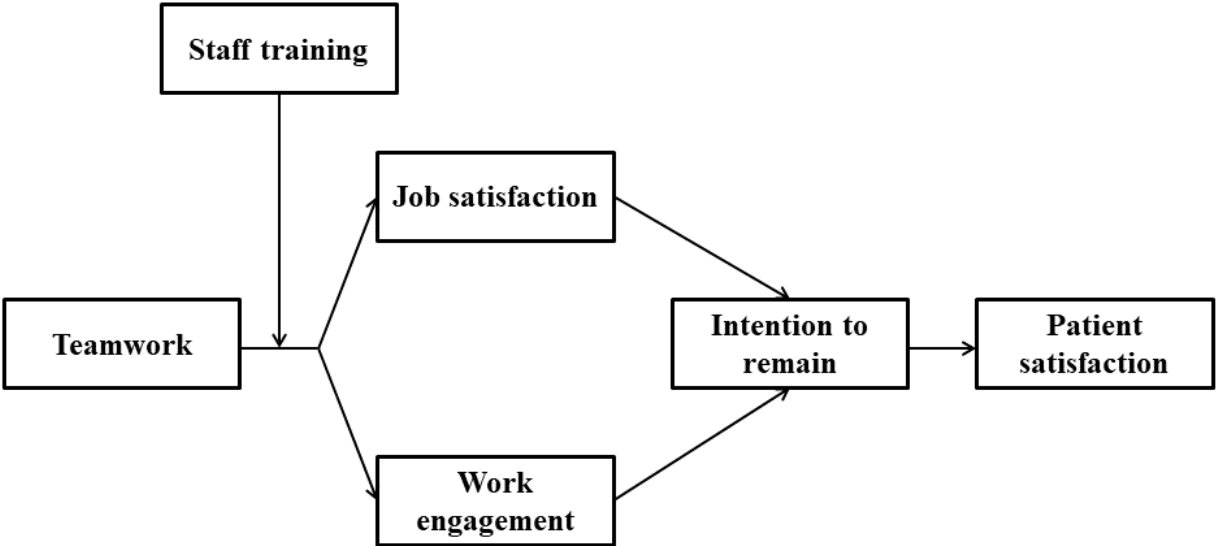 Staff training
Job satisfaction
Teamwork
Intention to
remain
Patient
satisfaction
Work
engagement